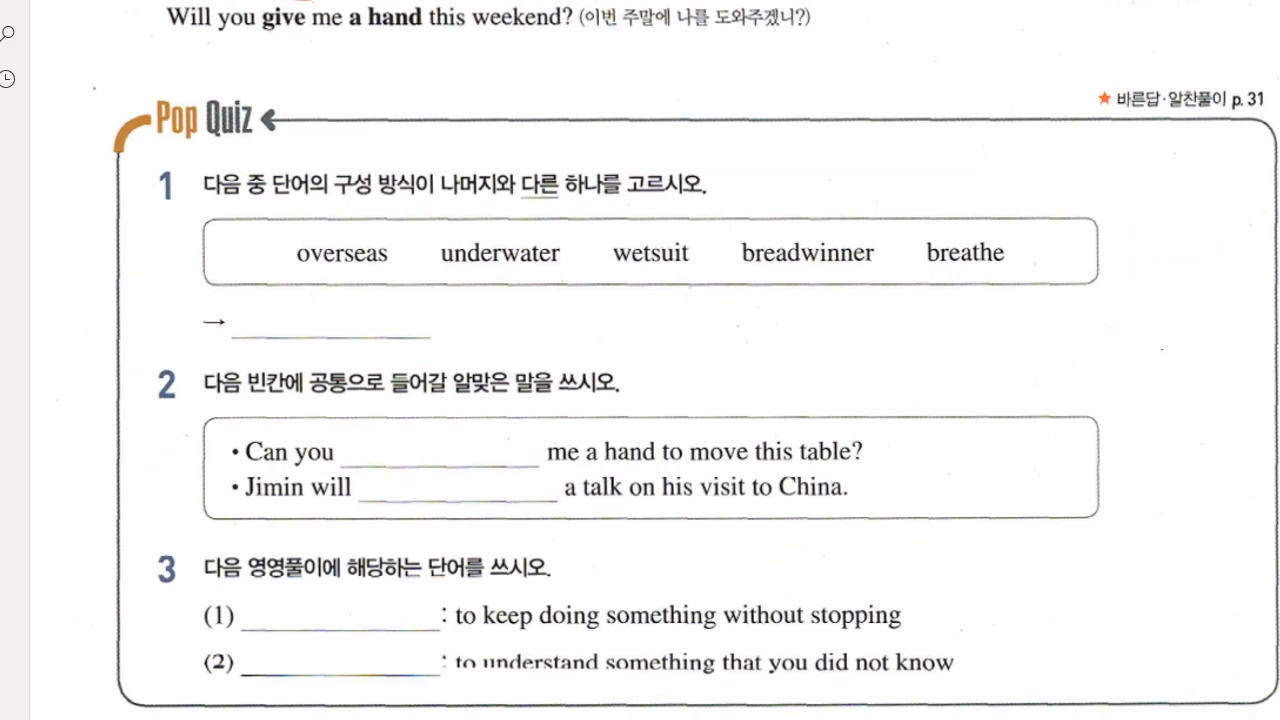 Will you give me a hand this weekend? (이번 주말에 나를 도와주겠니?)
★ 바른답·알찬풀이 p. 31
Pop Quiz
1 다음 중 단어의 구성 방식이 나머지와 다른 하나를 고르시오.
overseas underwater wetsuit breadwinner breathe
→ ____________
2 다음 빈칸에 공통으로 들어갈 알맞은 말을 쓰시오.
• Can you ____________ me a hand to move this table?
• Jimin will ____________ a talk on his visit to China.
3 다음 영영풀이에 해당하는 단어를 쓰시오.
(1) ____________ : to keep doing something without stopping
(2) ____________ : to understand something that you did not know